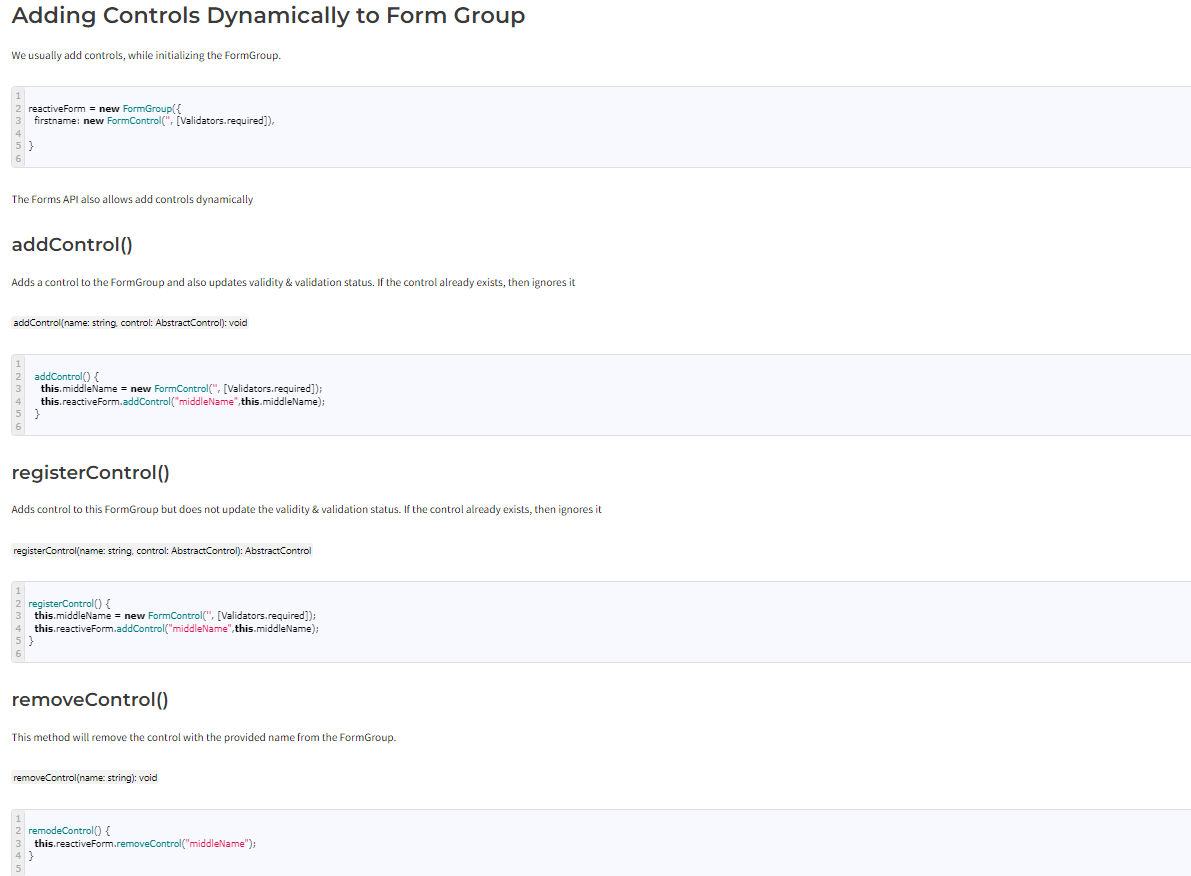 Adding Controls Dynamically to Form Group
We usually add controls, while initializing the FormGroup.
1
2 reactiveForm = new FormGroup({
3 firstname: new FormControl('', [Validators.required]),
4
5 }
6
The Forms API also allows add controls dynamically
addControl()
Adds a control to the FormGroup and also updates validity & validation status. If the control already exists, then ignores it
addControl(name: string, control: AbstractControl): void
1
2 addControl() {
3 this.middleName = new FormControl('', [Validators.required]);
4 this.reactiveForm.addControl("middleName",this.middleName);
5 }
6
registerControl()
Adds control to this FormGroup but does not update the validity & validation status. If the control already exists, then ignores it
registerControl(name: string, control: AbstractControl): AbstractControl
1
2 registerControl() {
3 this.middleName = new FormControl('', [Validators.required]);
4 this.reactiveForm.addControl("middleName",this.middleName);
5 }
6
removeControl()
This method will remove the control with the provided name from the FormGroup.
removeControl(name: string): void
1
2 remodeControl() {
3 this.reactiveForm.removeControl("middleName");
4 }
5